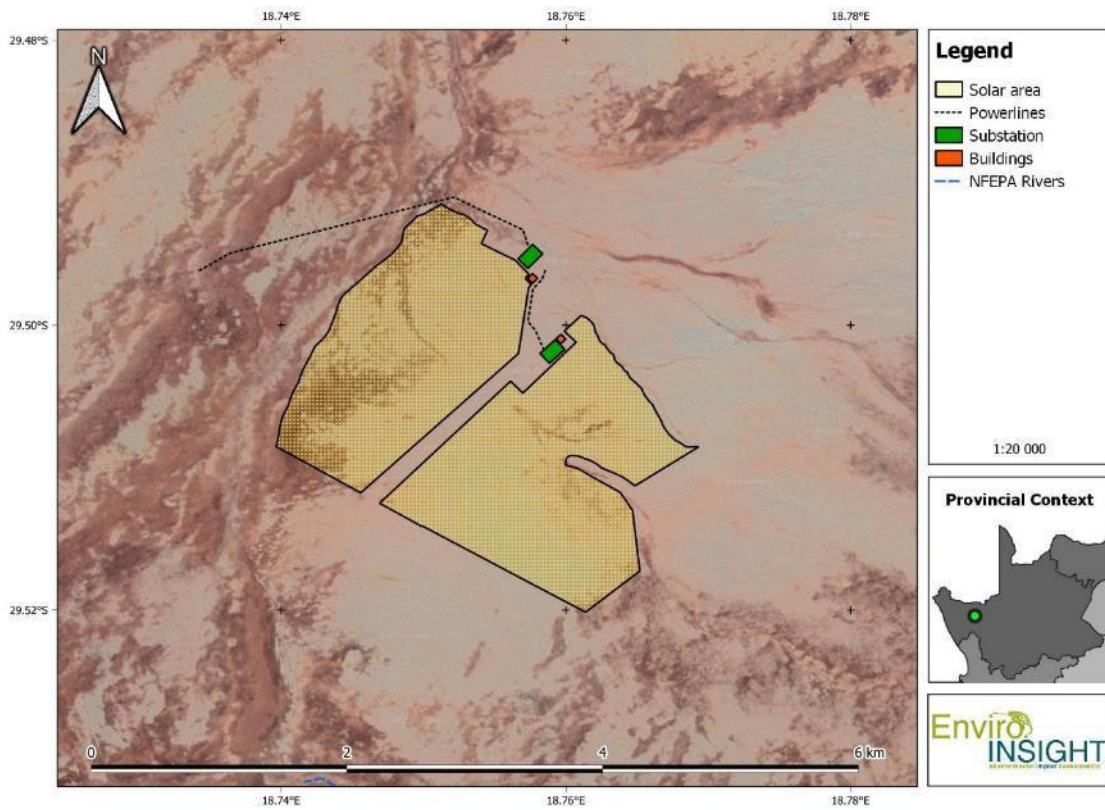 18.74°E 18.76°E 18.78°E
29.48°S
N
29.50°S
29.52°S
0 2 4 6 km
18.74°E 18.76°E 18.78°E
Legend
Solar area
Powerlines
Substation
Buildings
NFEPA Rivers
1:20 000
Provincial Context
Enviro
INSIGHT